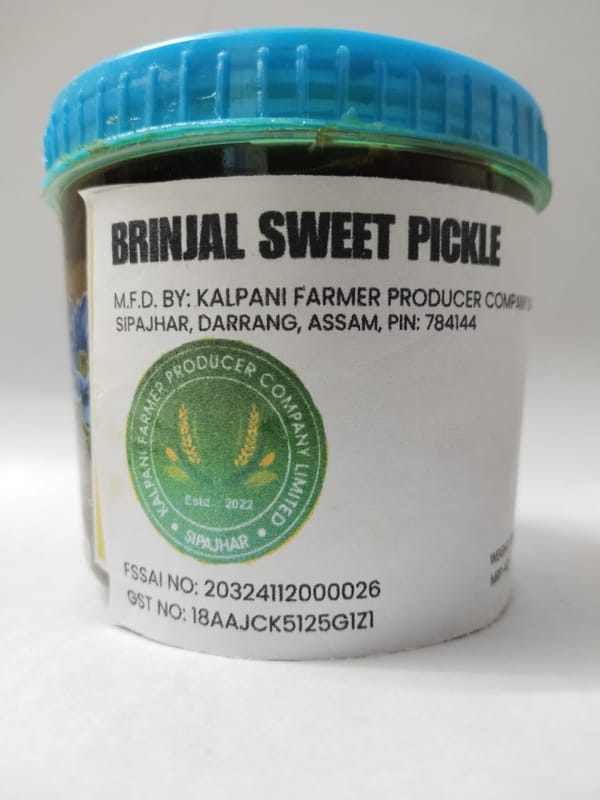 BRINJAL SWEET PICKLE
M.F.D. BY: KALPANI FARMER PRODUCER COMPANY
SIPAJHAR, DARRANG, ASSAM, PIN: 784144
KALPANI FARMER PRODUCER COMPANY LIMITED
Estd. - 2022
• SIPAJHAR •
FSSAI NO: 20324112000026
GST NO: 18AAJCK5125G1Z1
MRP